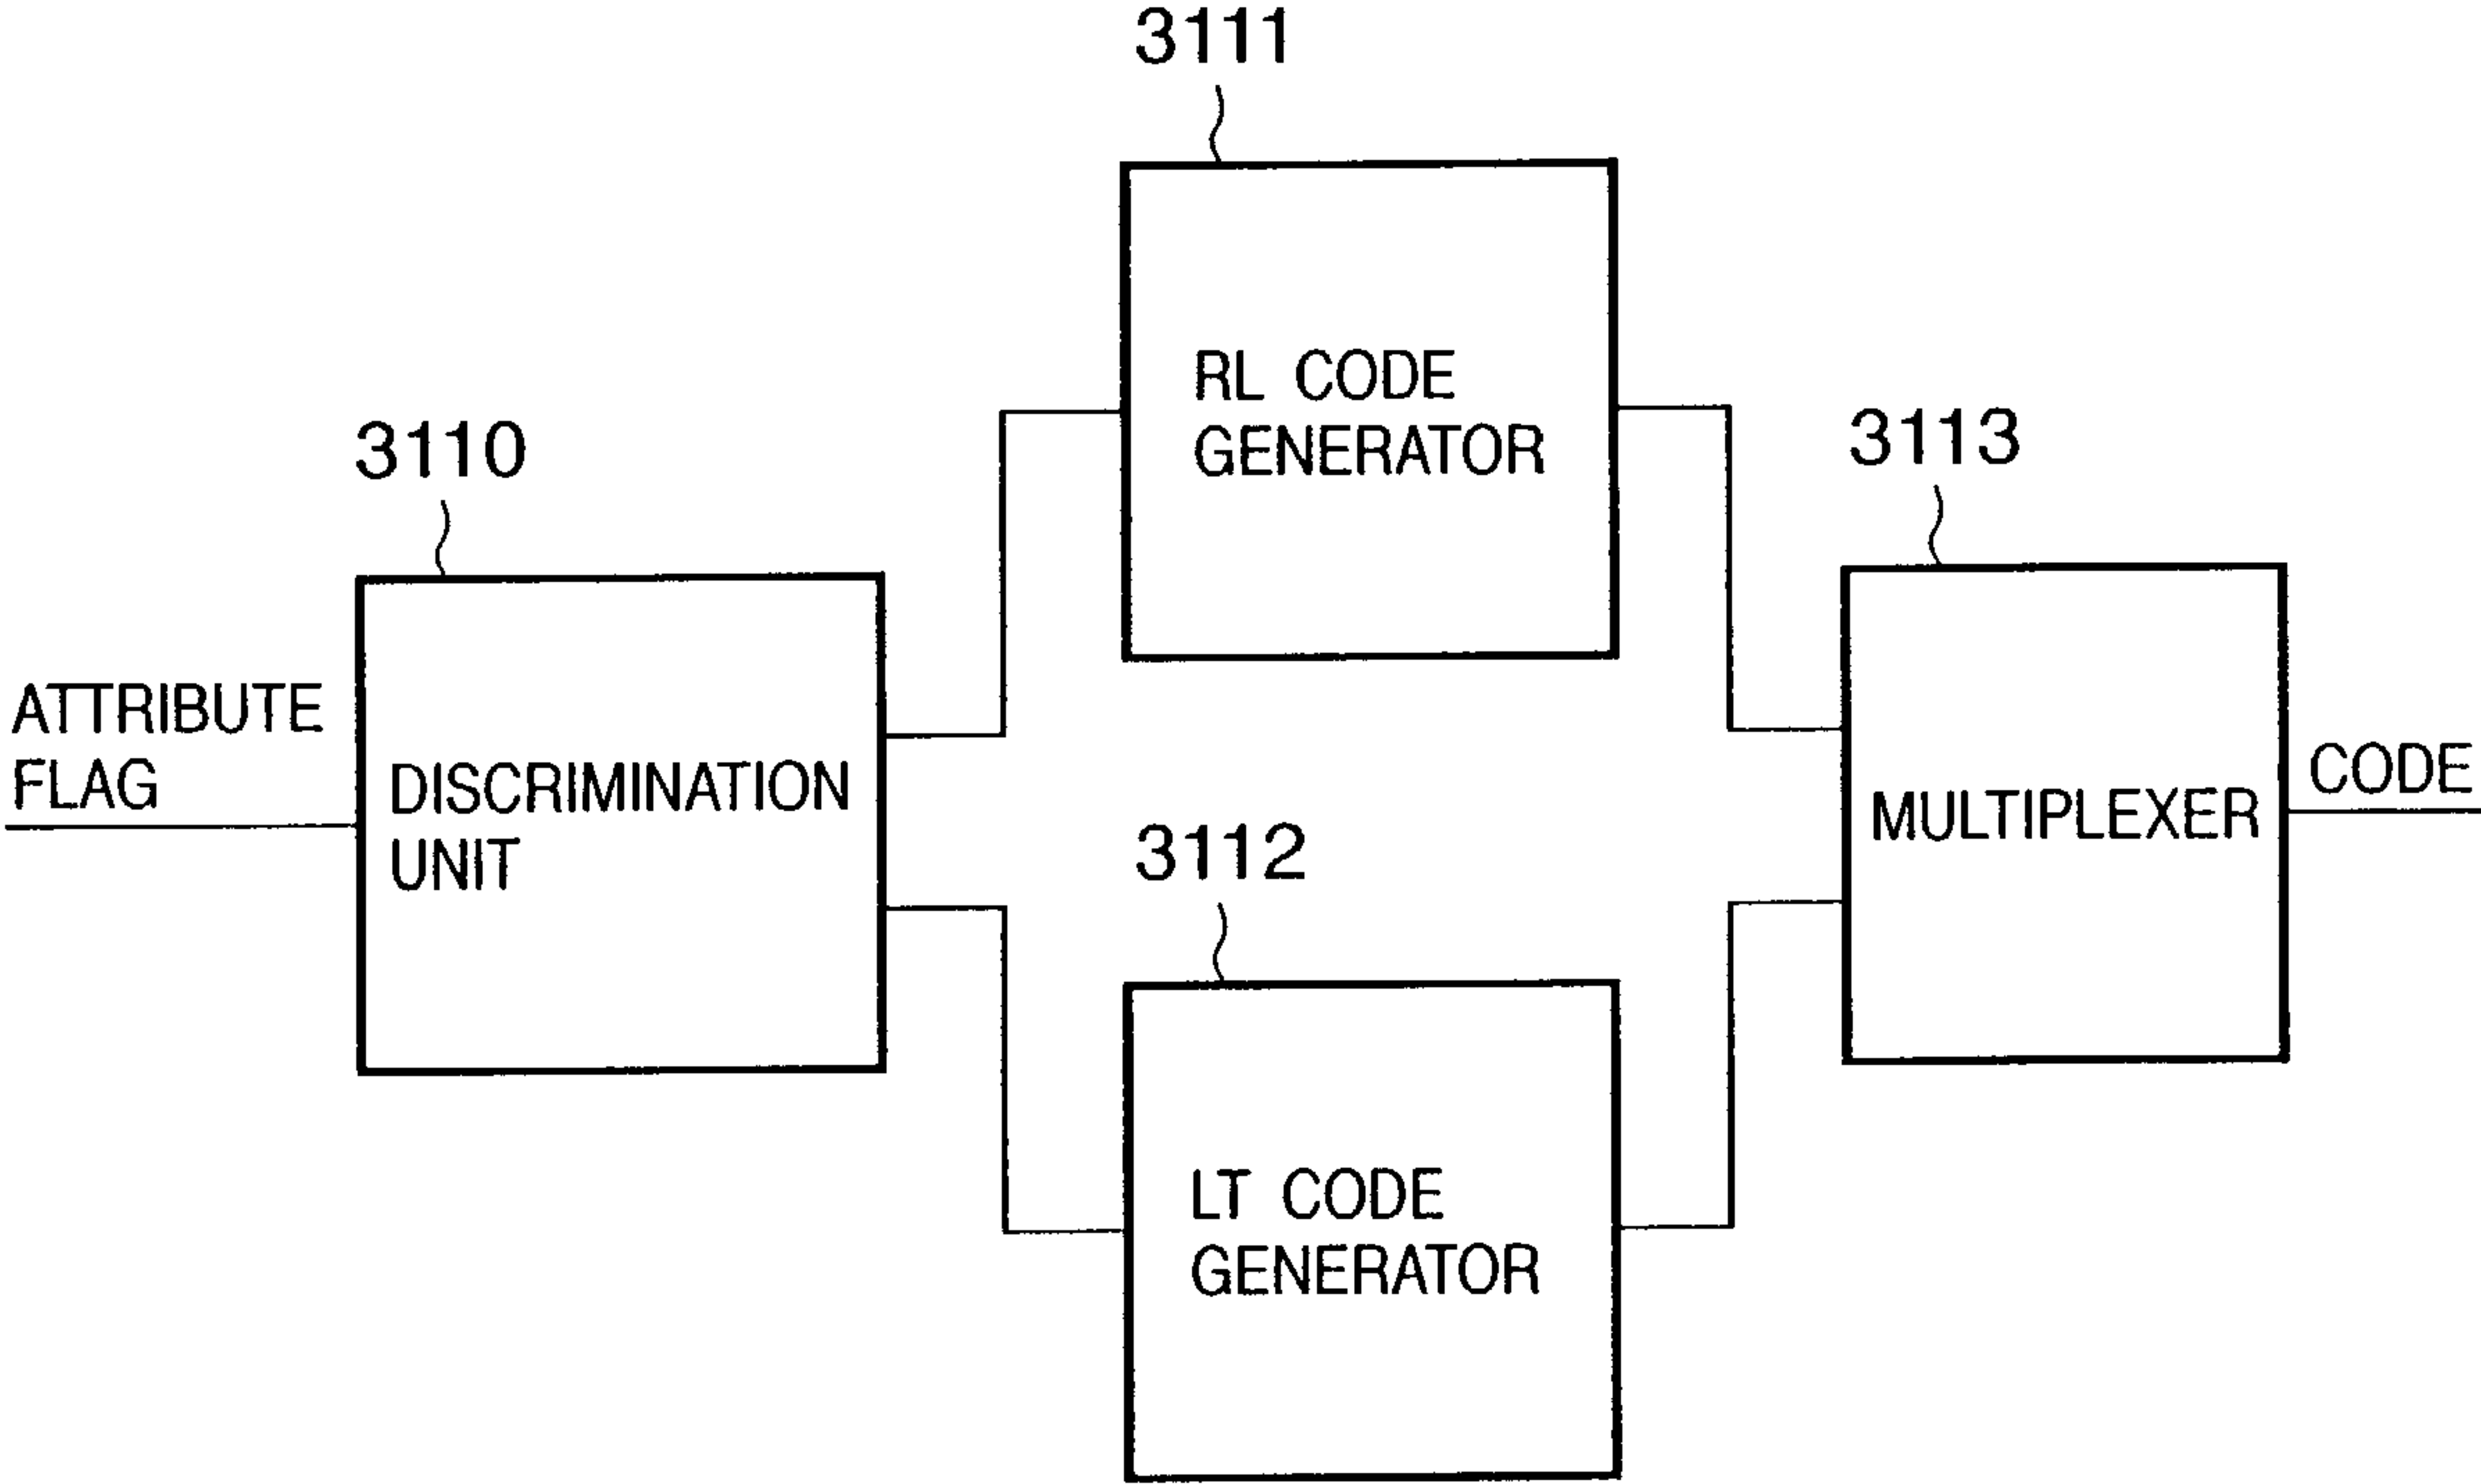 3111
RL CODE
GENERATOR
3110
3113
ATTRIBUTE
FLAG
DISCRIMINATION
UNIT
CODE
MULTIPLEXER
3112
LT CODE
GENERATOR